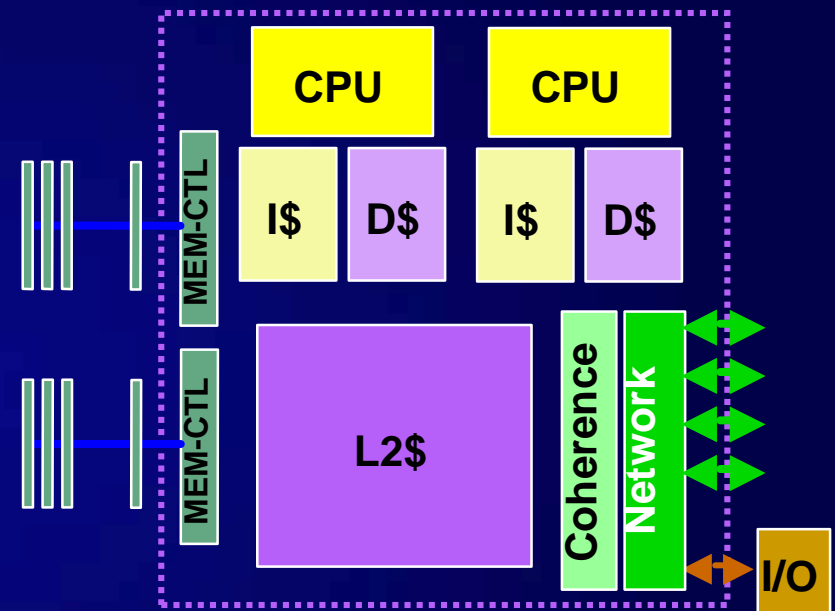 CPU
CPU
MEM-CTL
I$
D$
I$
D$
MEM-CTL
L2$
Coherence
Network
I/O